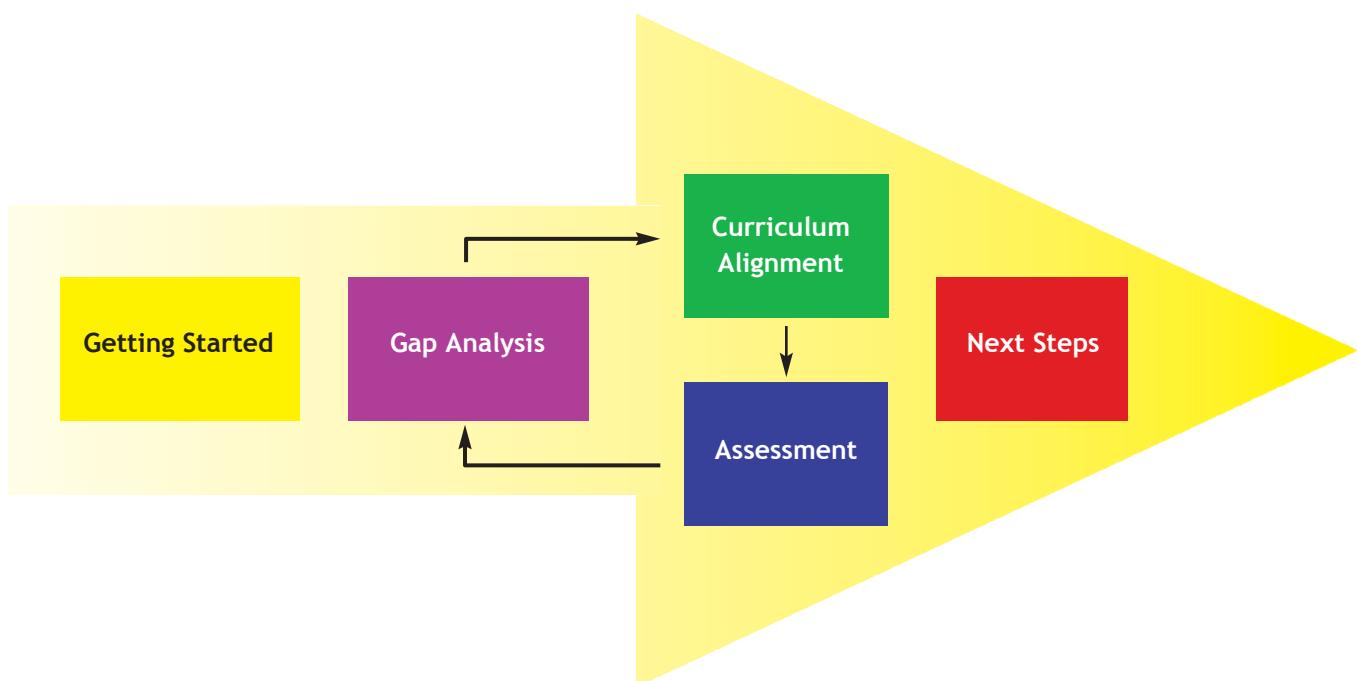 Getting Started
Gap Analysis
Curriculum
Alignment
Assessment
Next Steps